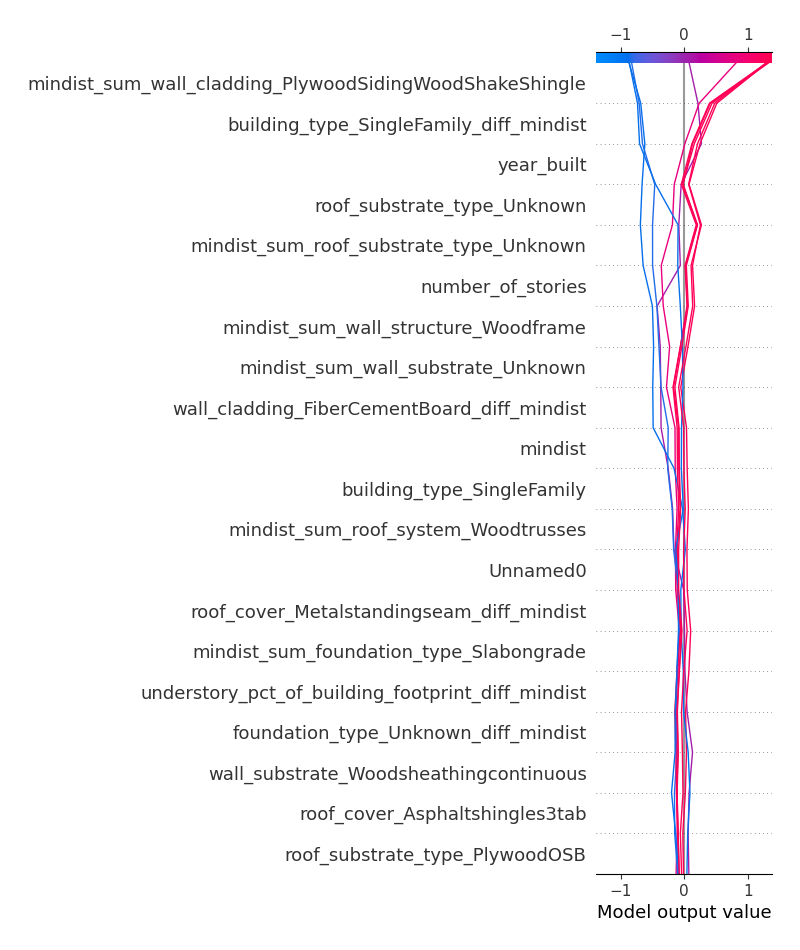 −1 0 1
mindist_sum_wall_cladding_PlywoodSidingWoodShakeShingle
building_type_SingleFamily_diff_mindist
year_built
roof_substrate_type_Unknown
mindist_sum_roof_substrate_type_Unknown
number_of_stories
mindist_sum_wall_structure_Woodframe
mindist_sum_wall_substrate_Unknown
wall_cladding_FiberCementBoard_diff_mindist
mindist
building_type_SingleFamily
mindist_sum_roof_system_Woodtrusses
Unnamed0
roof_cover_Metalstandingseam_diff_mindist
mindist_sum_foundation_type_Slabongrade
understory_pct_of_building_footprint_diff_mindist
foundation_type_Unknown_diff_mindist
wall_substrate_Woodsheathingcontinuous
roof_cover_Asphaltshingles3tab
roof_substrate_type_PlywoodOSB
−1 0 1
Model output value